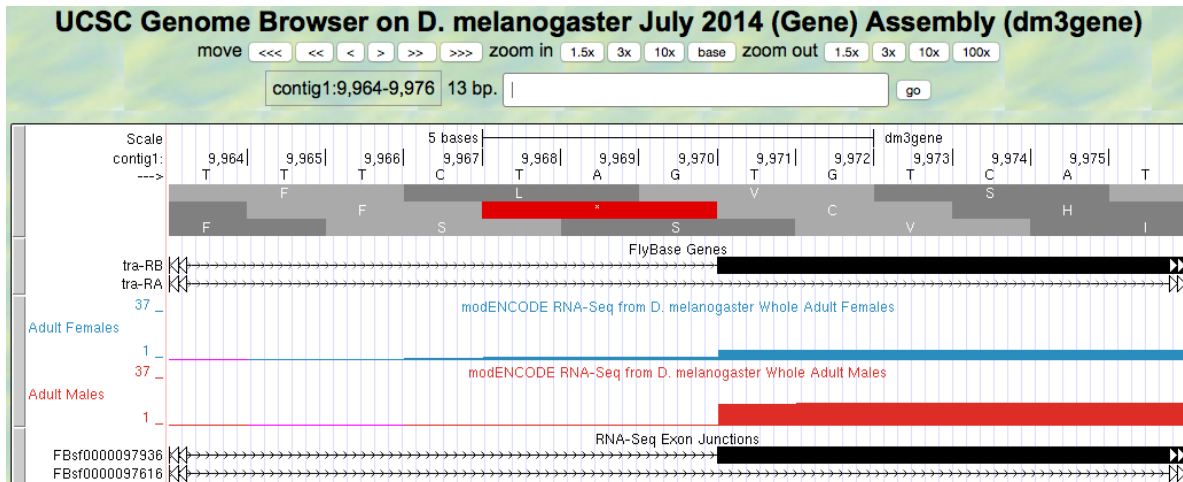 UCSC Genome Browser on D. melanogaster July 2014 (Gene) Assembly (dm3gene)
move <<< << < > >> >>> zoom in 1.5x 3x 10x base zoom out 1.5x 3x 10x 100x
contig1:9,964-9,976 13 bp. go
Scale 5 bases dm3gene
contig1: 9,964| 9,965| 9,966| 9,967| 9,968| 9,969| 9,970| 9,971| 9,972| 9,973| 9,974| 9,975|
---> T T T C T A G T G T C A T
F L V S
F * C H
F S S V I
FlyBase Genes
tra-RB
tra-RA
37 _
modENCODE RNA-Seq from D. melanogaster Whole Adult Females
Adult Females
1 _
37 _
modENCODE RNA-Seq from D. melanogaster Whole Adult Males
Adult Males
1 _
RNA-Seq Exon Junctions
FBsf0000097936
FBsf0000097616